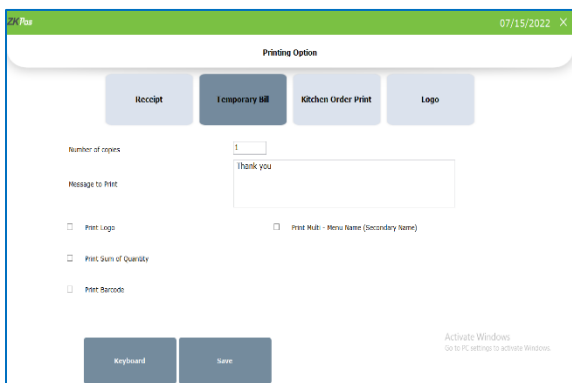 ZKPos
07/15/2022 X
Printing Option
Receipt Temporary Bill Kitchen Order Print Logo
Number of copies 1
Message to Print Thank you
Print Logo Print Multi - Menu Name (Secondary Name)
Print Sum of Quantity
Print Barcode
Keyboard Save
Activate Windows
Go to PC settings to activate Windows.